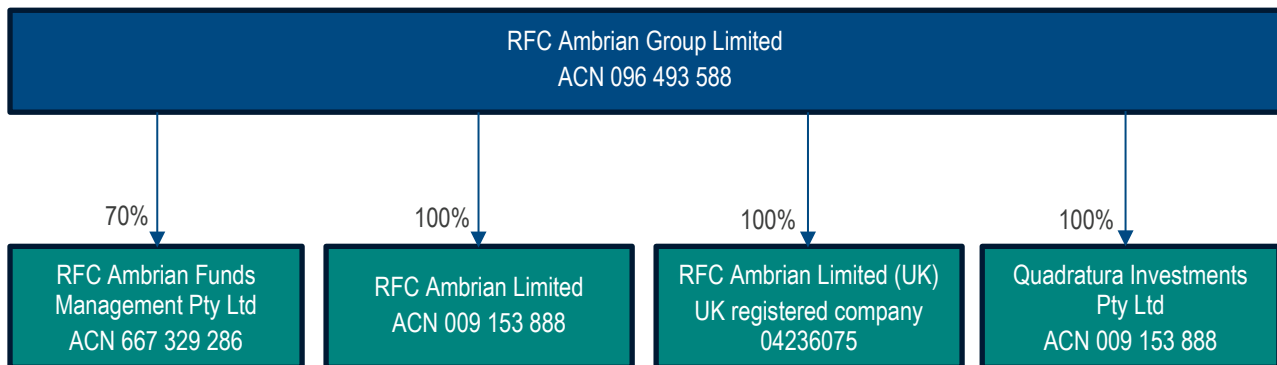 RFC Ambrian Group Limited
ACN 096 493 588
70%
100%
100%
100%
RFC Ambrian Funds
Management Pty Ltd
ACN 667 329 286
RFC Ambrian Limited
ACN 009 153 888
RFC Ambrian Limited (UK)
UK registered company
04236075
Quadratura Investments
Pty Ltd
ACN 009 153 888